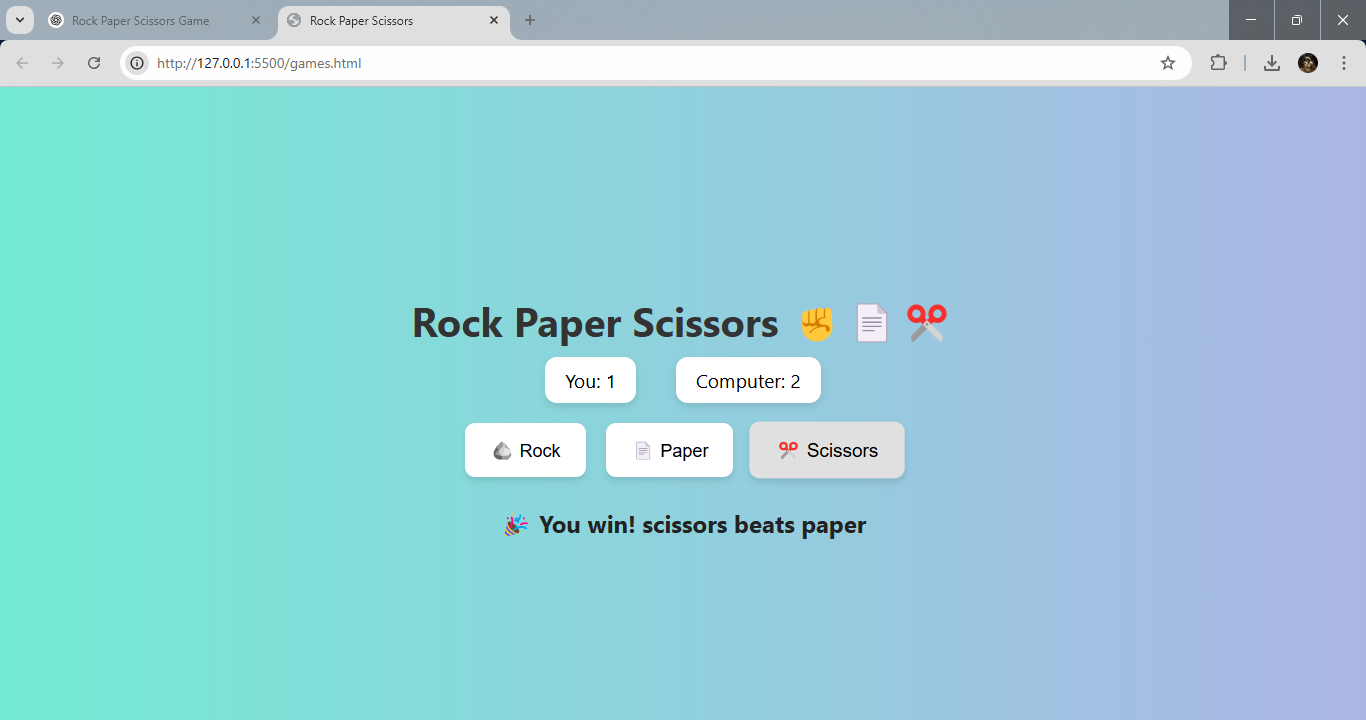 Rock Paper Scissors Game
Rock Paper Scissors
http://127.0.0.1:5500/games.html
Rock Paper Scissors ✊ 📄 ✂️
You: 1
Computer: 2
🪨 Rock
📄 Paper
✂️ Scissors
🎉 You win! scissors beats paper